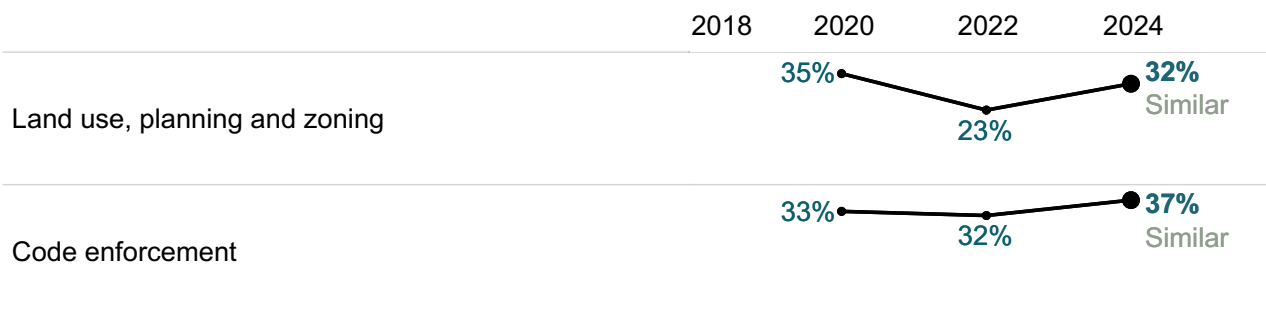 2018 2020 2022 2024
35% 32%
Similar
Land use, planning and zoning
23%
33% 37%
32% Similar
Code enforcement